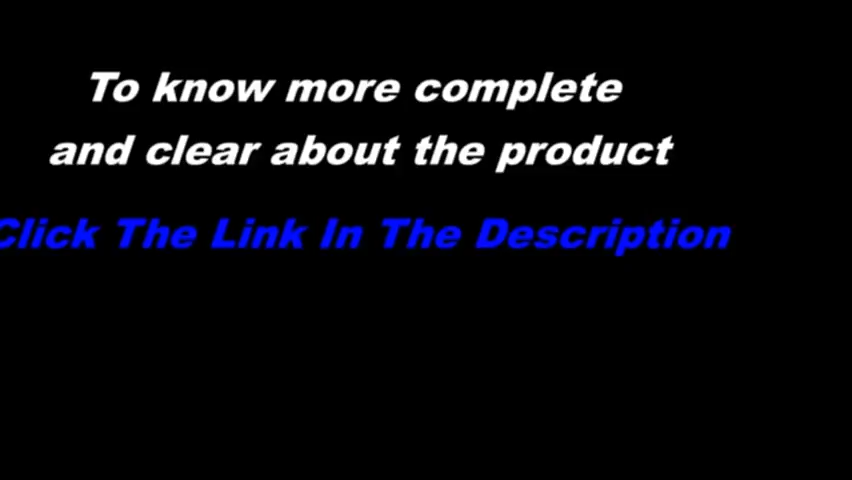 To know more complete
and clear about the product
Click The Link In The Description